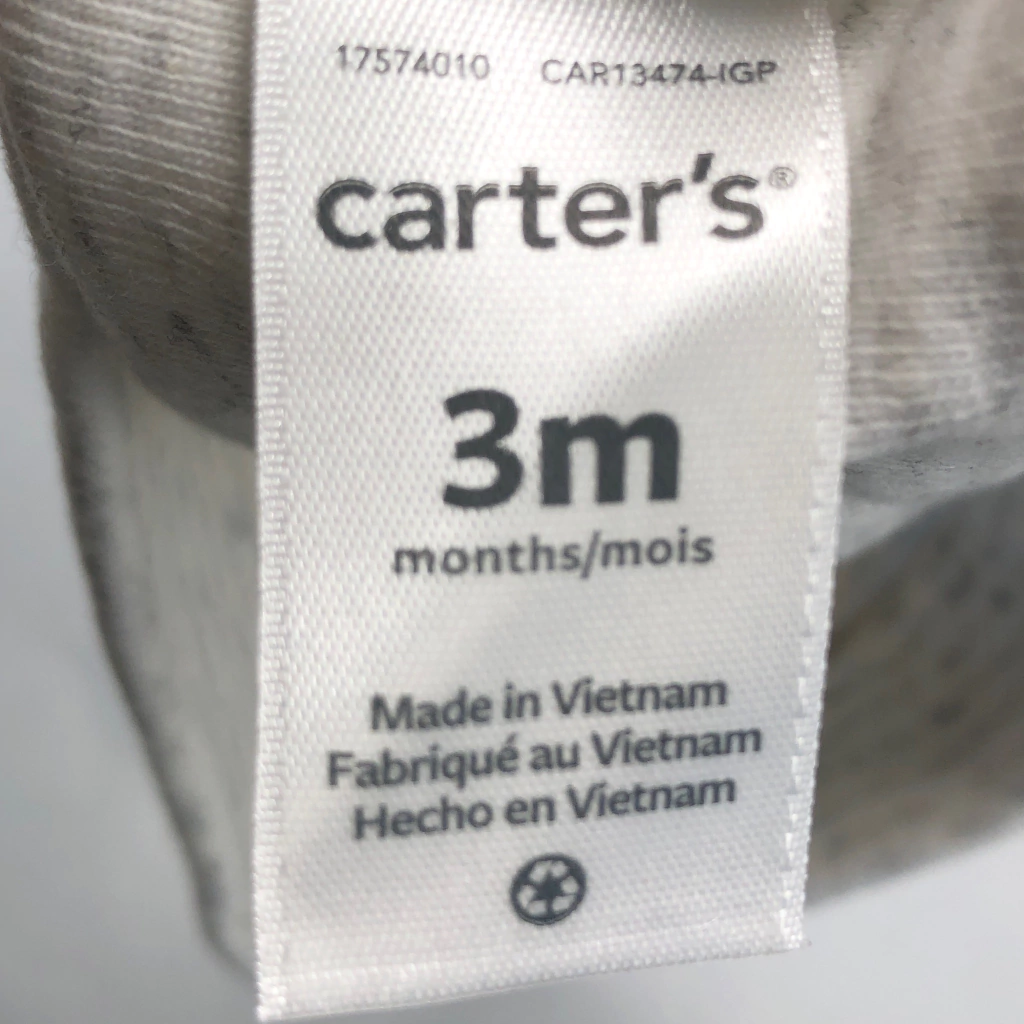 17574010 CAR13474-IGP
carter's®
3m
months/mois
Made in Vietnam
Fabriqué au Vietnam
Hecho en Vietnam